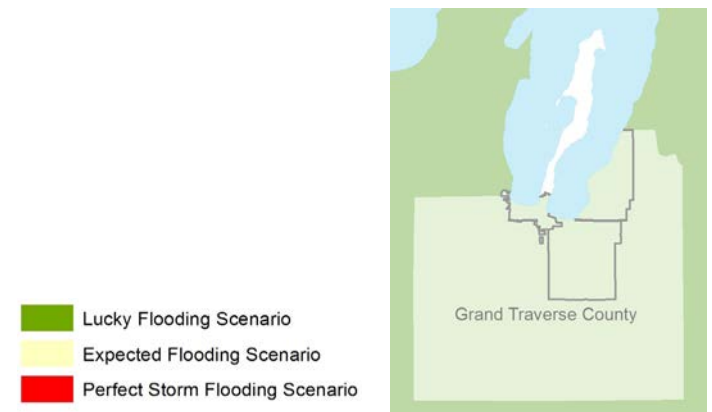 Lucky Flooding Scenario
Expected Flooding Scenario
Perfect Storm Flooding Scenario
Grand Traverse County